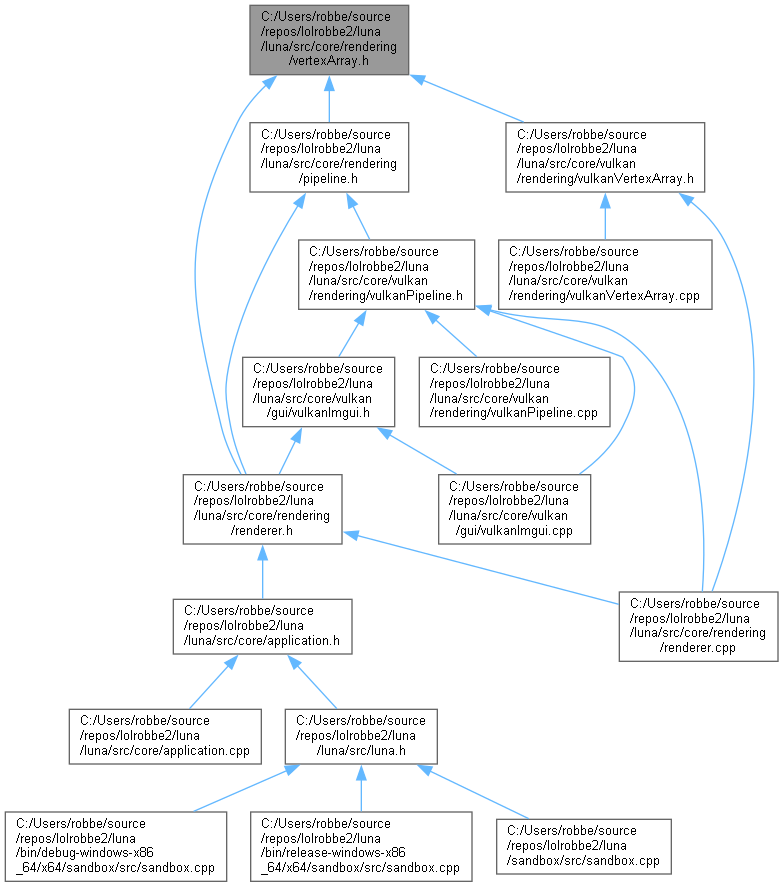 C:/Users/robbe/source
/repos/lolrobbe2/luna
/luna/src/core/rendering
/vertexArray.h
C:/Users/robbe/source
/repos/lolrobbe2/luna
/luna/src/core/rendering
/pipeline.h
C:/Users/robbe/source
/repos/lolrobbe2/luna
/luna/src/core/vulkan
/rendering/vulkanVertexArray.h
C:/Users/robbe/source
/repos/lolrobbe2/luna
/luna/src/core/vulkan
/rendering/vulkanPipeline.h
C:/Users/robbe/source
/repos/lolrobbe2/luna
/luna/src/core/vulkan
/rendering/vulkanVertexArray.cpp
C:/Users/robbe/source
/repos/lolrobbe2/luna
/luna/src/core/vulkan
/gui/vulkanImgui.h
C:/Users/robbe/source
/repos/lolrobbe2/luna
/luna/src/core/vulkan
/rendering/vulkanPipeline.cpp
C:/Users/robbe/source
/repos/lolrobbe2/luna
/luna/src/core/rendering
/renderer.h
C:/Users/robbe/source
/repos/lolrobbe2/luna
/luna/src/core/vulkan
/gui/vulkanImgui.cpp
C:/Users/robbe/source
/repos/lolrobbe2/luna
/luna/src/core/application.h
C:/Users/robbe/source
/repos/lolrobbe2/luna
/luna/src/core/rendering
/renderer.cpp
C:/Users/robbe/source
/repos/lolrobbe2/luna
/luna/src/core/application.cpp
C:/Users/robbe/source
/repos/lolrobbe2/luna
/luna/src/luna.h
C:/Users/robbe/source
/repos/lolrobbe2/luna
/bin/debug-windows-x86
_64/x64/sandbox/src/sandbox.cpp
C:/Users/robbe/source
/repos/lolrobbe2/luna
/bin/release-windows-x86
_64/x64/sandbox/src/sandbox.cpp
C:/Users/robbe/source
/repos/lolrobbe2/luna
/sandbox/src/sandbox.cpp